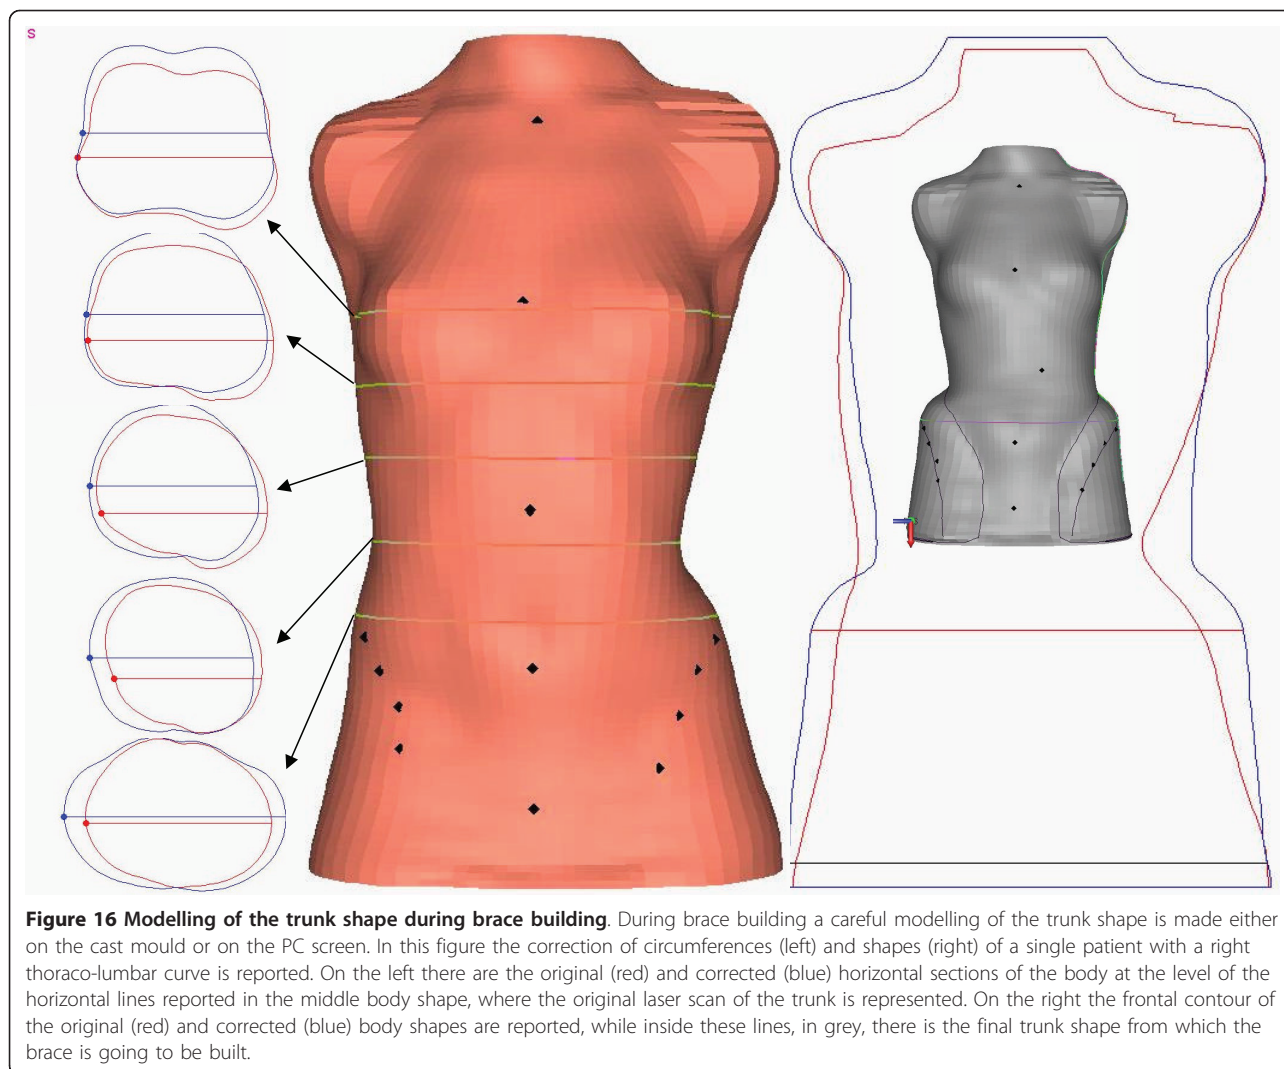 S
Figure 16 Modelling of the trunk shape during brace building. During brace building a careful modelling of the trunk shape is made either
on the cast mould or on the PC screen. In this figure the correction of circumferences (left) and shapes (right) of a single patient with a right
thoraco-lumbar curve is reported. On the left there are the original (red) and corrected (blue) horizontal sections of the body at the level of the
horizontal lines reported in the middle body shape, where the original laser scan of the trunk is represented. On the right the frontal contour of
the original (red) and corrected (blue) body shapes are reported, while inside these lines, in grey, there is the final trunk shape from which the
brace is going to be built.